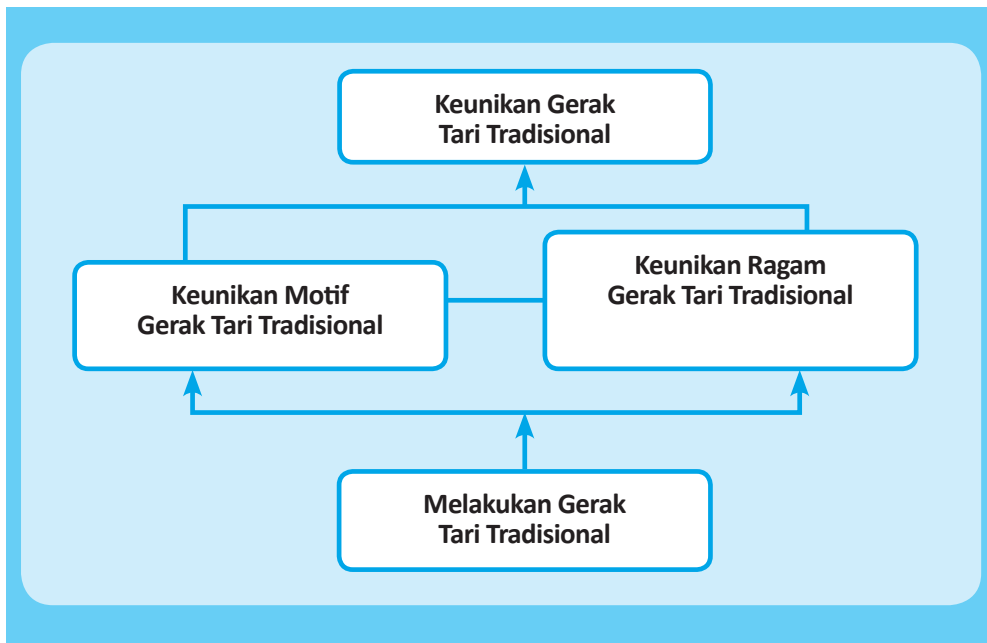 Keunikan Gerak
Tari Tradisional
Keunikan Motif
Gerak Tari Tradisional
Keunikan Ragam
Gerak Tari Tradisional
Melakukan Gerak
Tari Tradisional